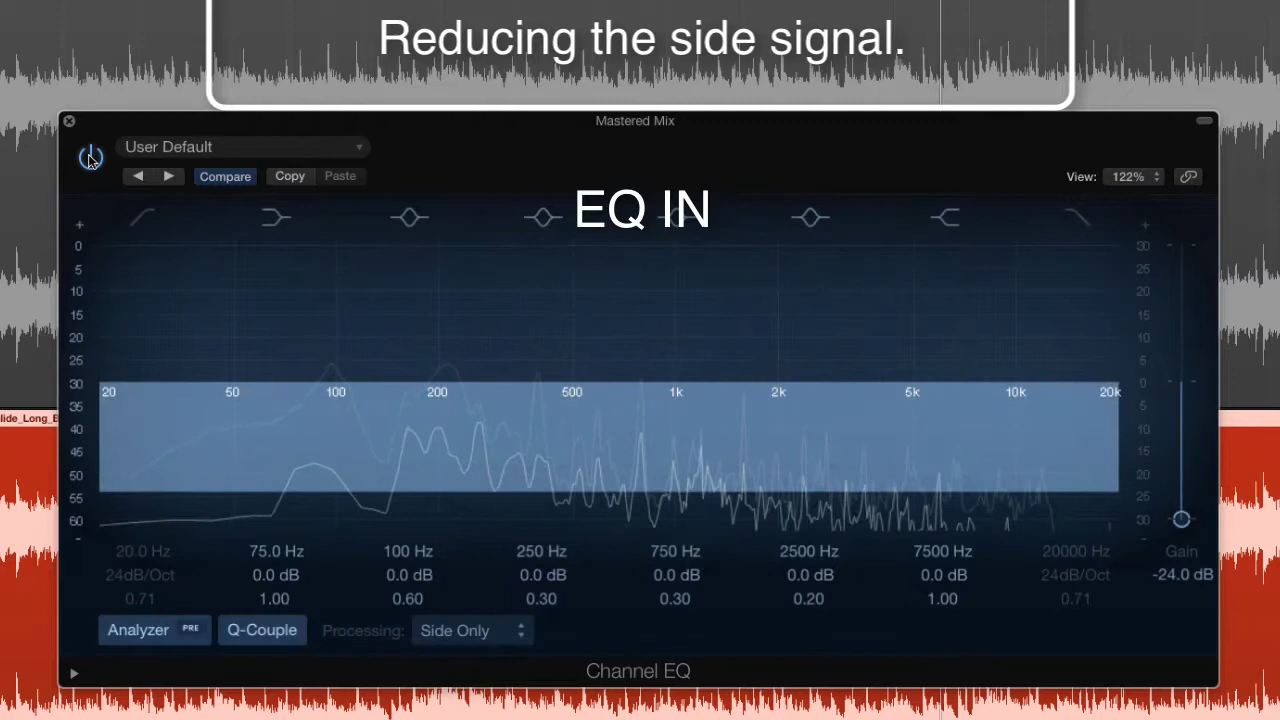 Reducing the side signal.
Mastered Mix
User Default
Compare Copy Paste View: 122%
EQ IN
+ +
0 30
5 25
10 20
15 15
20 10
25 5
30 20 50 100 200 500 1k 2k 5k 10k 20k 0
35 5
lide_Long_E
40 10
45 15
50 20
55 25
60 30
- -
20.0 Hz 75.0 Hz 100 Hz 250 Hz 750 Hz 2500 Hz 7500 Hz 20000 Hz Gain
24dB/Oct 0.0 dB 0.0 dB 0.0 dB 0.0 dB 0.0 dB 0.0 dB 24dB/Oct -24.0 dB
0.71 1.00 0.60 0.30 0.30 0.20 1.00 0.71
Analyzer PRE Q-Couple Processing: Side Only
Channel EQ